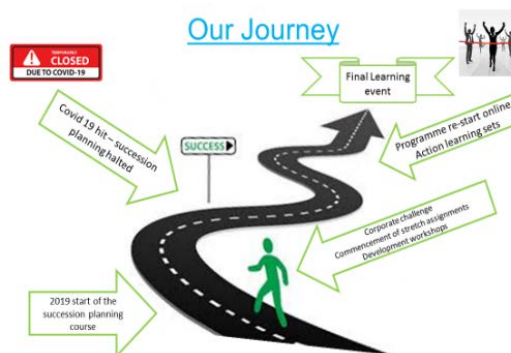 Our Journey
TEMPORARILY
CLOSED
DUE TO COVID-19
Final Learning
event
Covid 19 hit – succession
planning halted
SUCCESS
Programme re-start online
Action learning sets
Corporate challenge
Commencement of stretch assignments
Development workshops
2019 start of the
succession planning
course